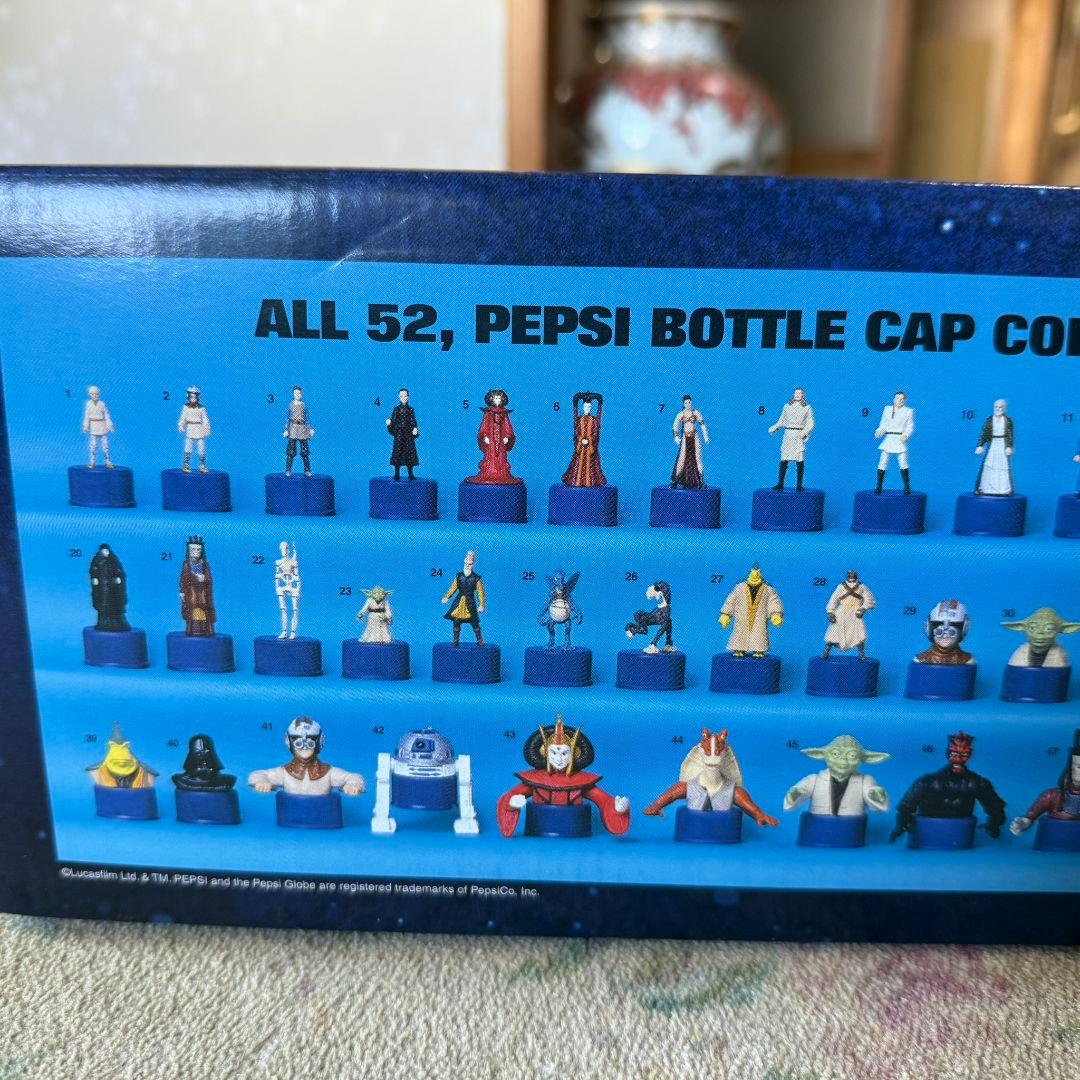 ALL 52, PEPSI BOTTLE CAP CO
1 2 3 4 5 6 7 8 9 10 11
20 21 22 23 24 25 26 27 28 29 30
39 40 41 42 43 44 45 46 47
©Lucasfilm Ltd. & TM. PEPSI and the Pepsi Globe are registered trademarks of PepsiCo, Inc.